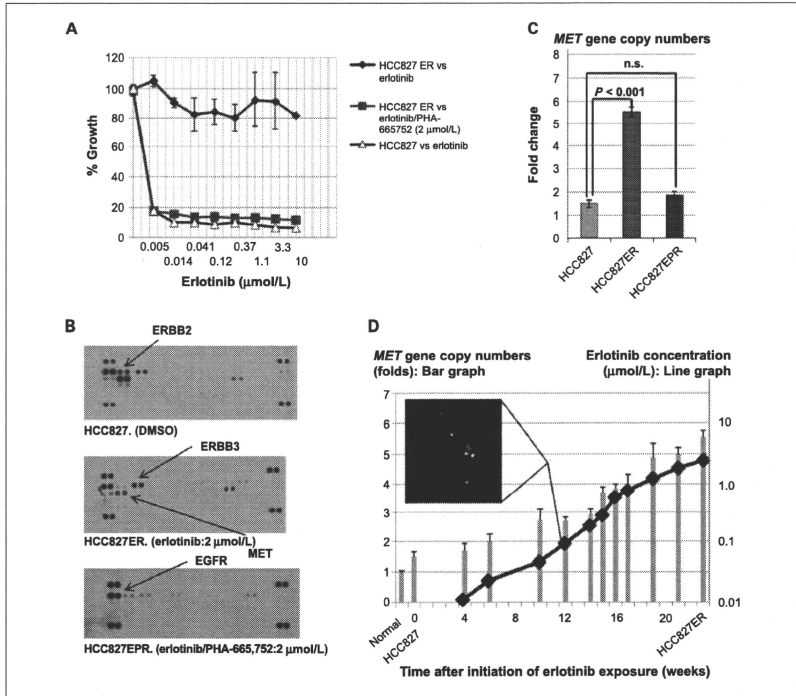 A
120
100
80
60
40
20
0
% Growth
0.005 0.041 0.37 3.3
0.014 0.12 1.1 10
Erlotinib (μmol/L)
HCC827 ER vs
erlotinib
HCC827 ER vs
erlotinib/PHA-
665752 (2 μmol/L)
HCC827 vs erlotinib
C
MET gene copy numbers
n.s.
P < 0.001
8
7
6
5
4
3
2
1
0
Fold change
HCC827
HCC827ER
HCC827EPR
B
ERBB2
HCC827. (DMSO)
ERBB3
HCC827ER. (erlotinib:2 μmol/L)
MET
EGFR
HCC827EPR. (erlotinib/PHA-665,752:2 μmol/L)
D
MET gene copy numbers
(folds): Bar graph
Erlotinib concentration
(μmol/L): Line graph
7
6
5
4
3
2
1
0
10
1.0
0.1
0.01
Normal
0 4 8 12 16 20
HCC827
HCC827ER
Time after initiation of erlotinib exposure (weeks)